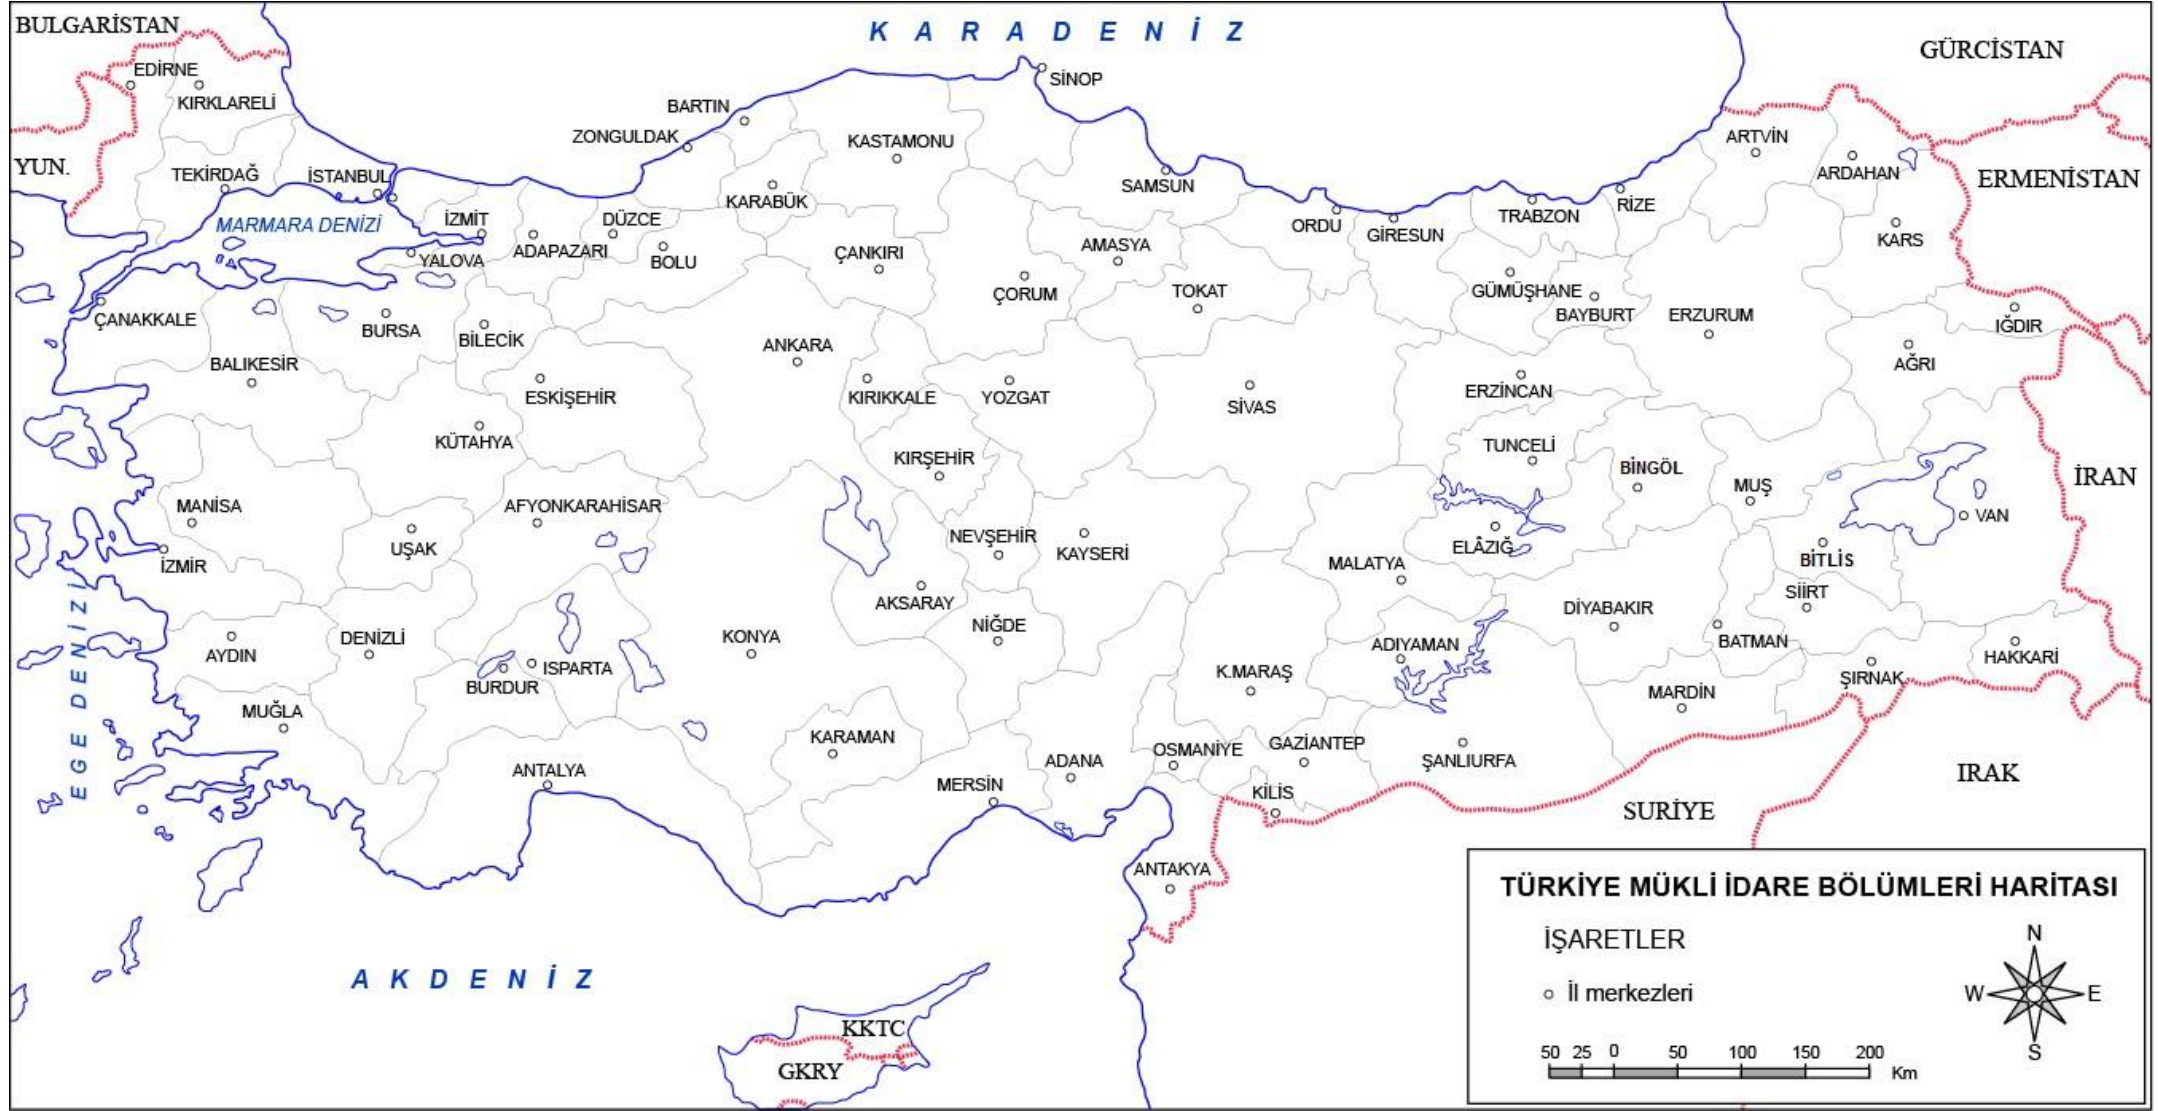 BULGARİSTAN
K A R A D E N İ Z
GÜRCİSTAN
EDİRNE
SİNOP
KIRKLARELİ
BARTIN
ZONGULDAK
KASTAMONU
ARTVİN
YUN.
TEKİRDAĞ
İSTANBUL
KARABÜK
SAMSUN
ARDAHAN
ERMENİSTAN
MARMARA DENİZİ
İZMİT
DÜZCE
ORDU
GİRESUN
TRABZON
RİZE
ADAPAZARI
BOLU
YALOVA
ÇANKIRI
AMASYA
KARS
ÇORUM
TOKAT
GÜMÜŞHANE
BAYBURT
ERZURUM
IĞDIR
ÇANAKKALE
BURSA
BİLECİK
ANKARA
AĞRI
BALIKESİR
ESKİŞEHİR
KIRIKKALE
YOZGAT
SİVAS
ERZİNCAN
KÜTAHYA
KIRŞEHİR
TUNCELİ
BİNGÖL
MUŞ
İRAN
MANİSA
AFYONKARAHİSAR
VAN
UŞAK
NEVŞEHİR
KAYSERİ
ELÂZIĞ
BİTLİS
İZMİR
MALATYA
SİİRT
AKSARAY
DİYABAKIR
EGE DENİZİ
AYDIN
DENİZLİ
KONYA
NİĞDE
ADIYAMAN
BATMAN
HAKKARİ
BURDUR
ISPARTA
K.MARAŞ
MARDİN
ŞIRNAK
MUĞLA
KARAMAN
ADANA
OSMANİYE
GAZİANTEP
ŞANLIURFA
ANTALYA
MERSİN
KİLİS
SURİYE
IRAK
ANTAKYA
TÜRKİYE MÜKLİ İDARE BÖLÜMLERİ HARİTASI
İŞARETLER
İl merkezleri
N
W
E
S
50 25 0 50 100 150 200
Km
A K D E N İ Z
KKTC
GKRY